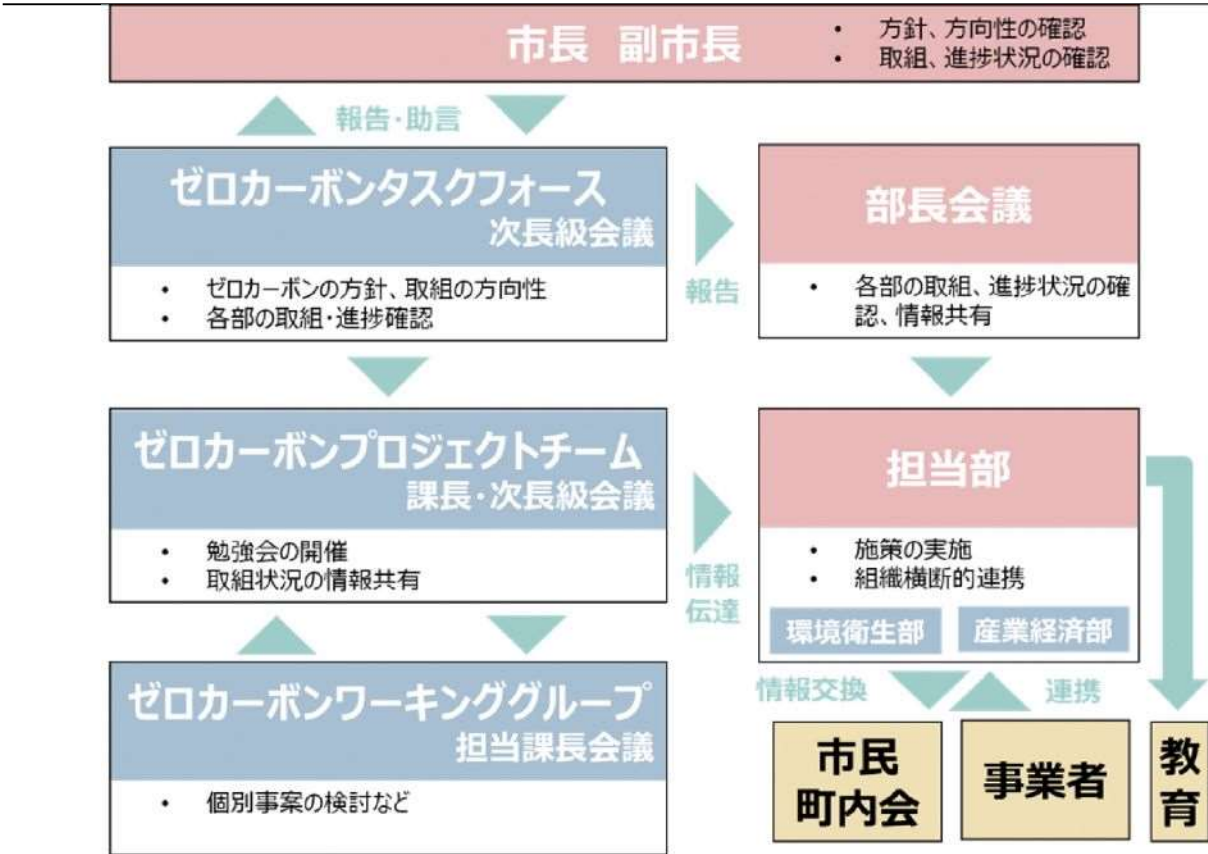 市長 副市長
• 方針、方向性の確認
• 取組、進捗状況の確認
報告・助言
ゼロカーボンタスクフォース
次長級会議
• ゼロカーボンの方針、取組の方向性
• 各部の取組・進捗確認
報告
部長会議
• 各部の取組、進捗状況の確
認、情報共有
ゼロカーボンプロジェクトチーム
課長・次長級会議
• 勉強会の開催
• 取組状況の情報共有
情報
伝達
担当部
• 施策の実施
• 組織横断的連携
環境衛生部
産業経済部
ゼロカーボンワーキンググループ
担当課長会議
• 個別事案の検討など
情報交換
連携
市民
町内会
事業者
教
育